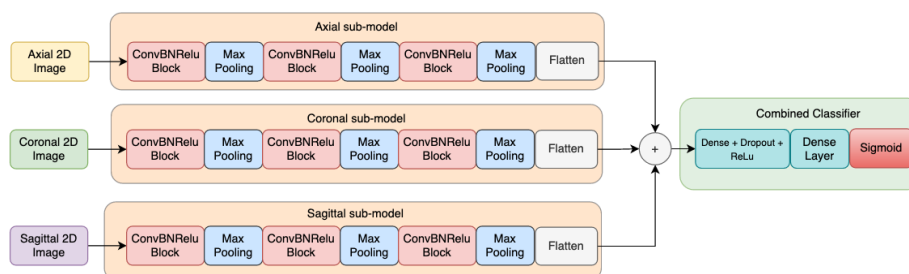 Axial sub-model
Axial 2D
Image
ConvBNRelu
Block
Max
Pooling
ConvBNRelu
Block
Max
Pooling
ConvBNRelu
Block
Max
Pooling
Flatten
Coronal sub-model
Coronal 2D
Image
ConvBNRelu
Block
Max
Pooling
ConvBNRelu
Block
Max
Pooling
ConvBNRelu
Block
Max
Pooling
Flatten
Sagittal sub-model
Sagittal 2D
Image
ConvBNRelu
Block
Max
Pooling
ConvBNRelu
Block
Max
Pooling
ConvBNRelu
Block
Max
Pooling
Flatten
+
Combined Classifier
Dense + Dropout +
ReLu
Dense
Layer
Sigmoid